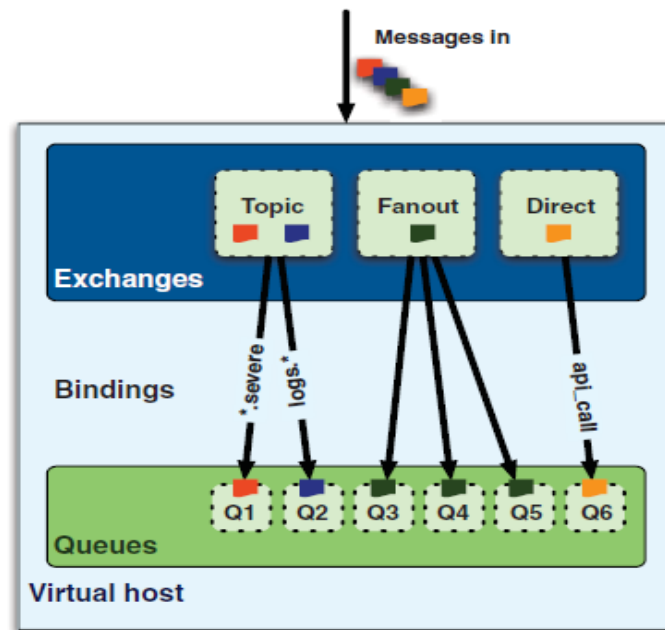 Messages in
Topic
Fanout
Direct
Exchanges
*.severe
logs.*
api_call
Bindings
Q1
Q2
Q3
Q4
Q5
Q6
Queues
Virtual host